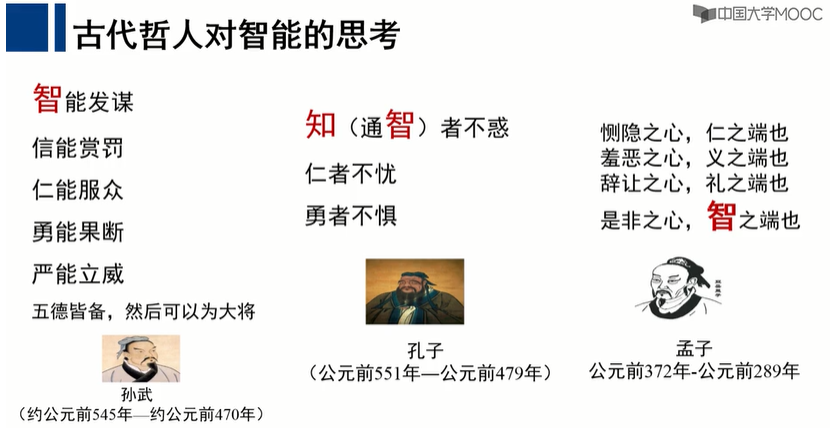 古代哲人对智能的思考
中国大学MOOC
智能发谋
信能赏罚
仁能服众
勇能果断
严能立威
五德皆备，然后可以为大将
孙武
（约公元前545年—约公元前470年）
知（通智）者不惑
仁者不忧
勇者不惧
孔子
（公元前551年—公元前479年）
恻隐之心，仁之端也
羞恶之心，义之端也
辞让之心，礼之端也
是非之心，智之端也
孟子
公元前372年-公元前289年